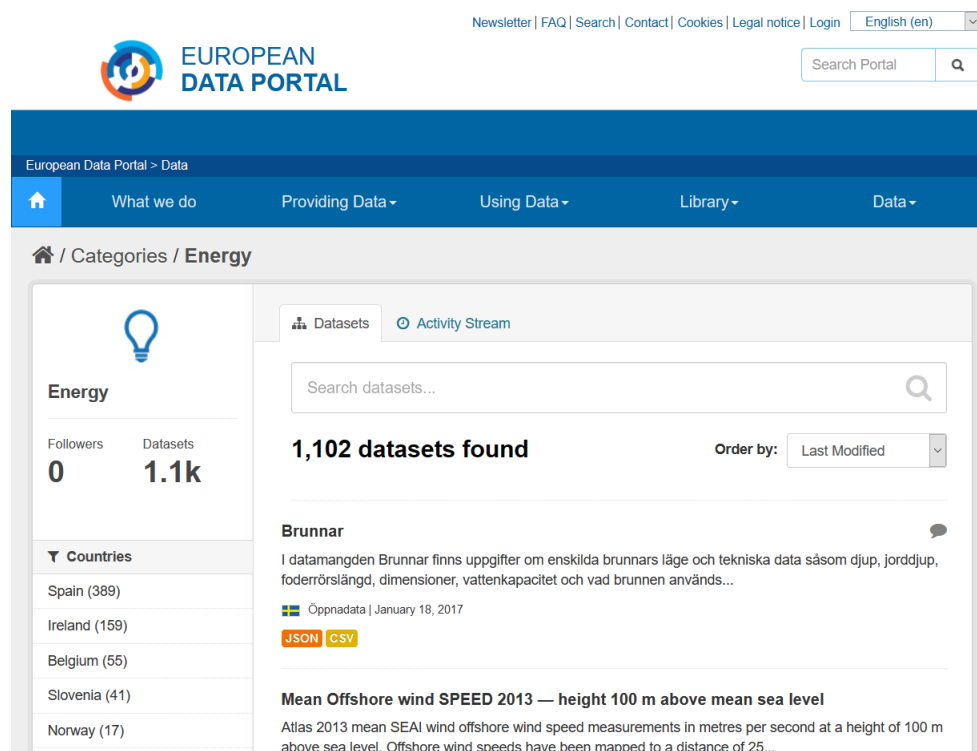 Newsletter | FAQ | Search | Contact | Cookies | Legal notice | Login English (en)
EUROPEAN
DATA PORTAL
Search Portal
European Data Portal > Data
What we do Providing Data Using Data Library Data
/ Categories / Energy
Datasets Activity Stream
Energy
Search datasets...
Followers Datasets
0 1.1k
1,102 datasets found
Order by: Last Modified
Countries
Spain (389)
Ireland (159)
Belgium (55)
Slovenia (41)
Norway (17)
Brunnar
I datamangden Brunnar finns uppgifter om enskilda brunnars läge och tekniska data såsom djup, jorddjup,
foderrörslängd, dimensioner, vattenkapacitet och vad brunnen används...
Öppnadata | January 18, 2017
JSON CSV
Mean Offshore wind SPEED 2013 — height 100 m above mean sea level
Atlas 2013 mean SEAI wind offshore wind speed measurements in metres per second at a height of 100 m
above sea level. Offshore wind speeds have been mapped to a distance of 25...